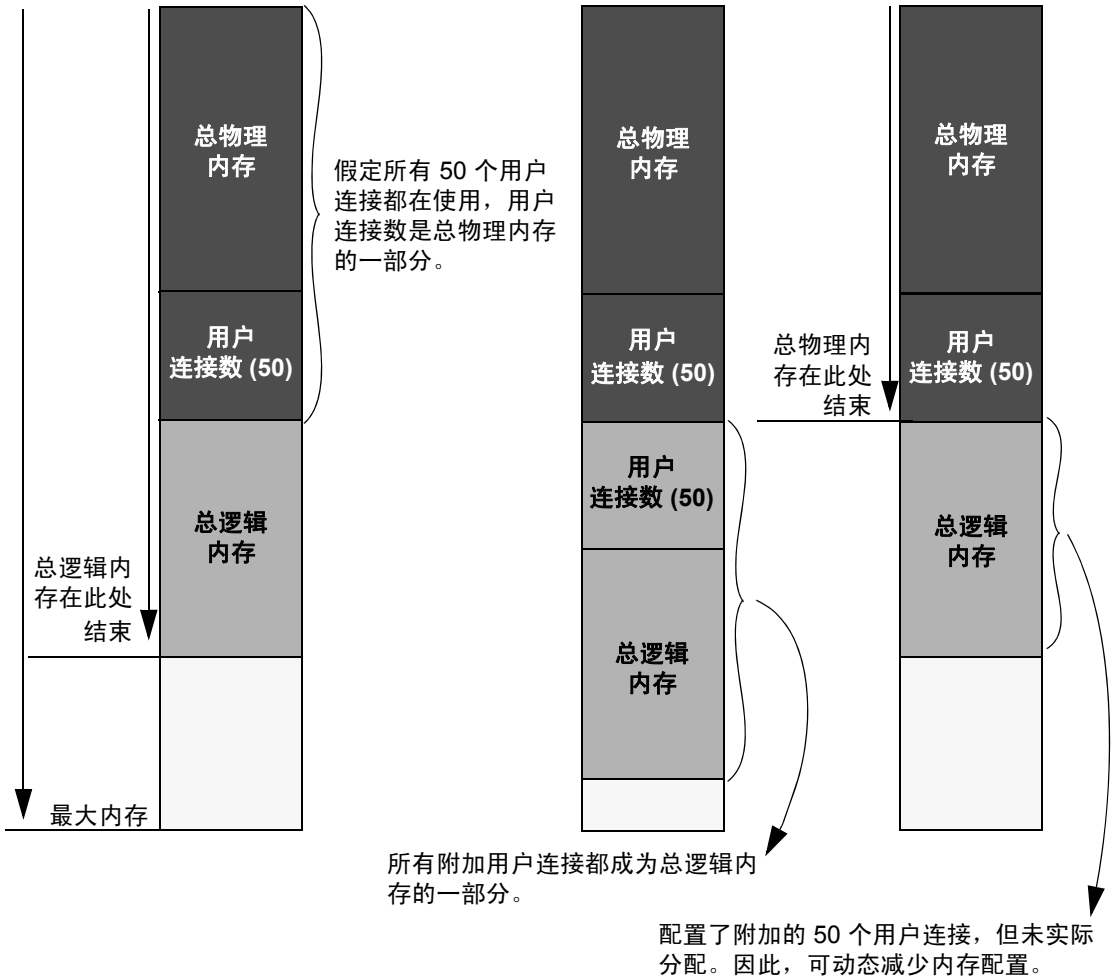 总物理
内存
用户
连接数 (50)
总逻辑
内存
总逻辑内
存在此处
结束
最大内存
假定所有 50 个用户
连接都在使用，用户
连接数是总物理内存
的一部分。
总物理
内存
用户
连接数 (50)
用户
连接数 (50)
总逻辑
内存
所有附加用户连接都成为总逻辑内
存的一部分。
总物理内
存在此处
结束
总物理
内存
用户
连接数 (50)
总逻辑
内存
配置了附加的 50 个用户连接，但未实际
分配。因此，可动态减少内存配置。